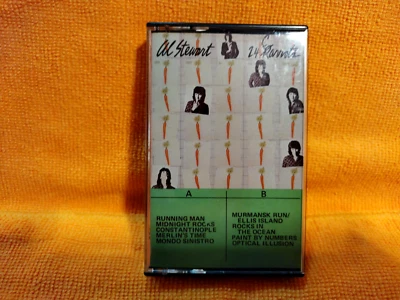 Al Stewart 24 Carrots
A B
RUNNING MAN
MIDNIGHT ROCKS
CONSTANTINOPLE
MERLIN'S TIME
MONDO SINISTRO
MURMANSK RUN/
ELLIS ISLAND
ROCKS IN
THE OCEAN
PAINT BY NUMBERS
OPTICAL ILLUSION